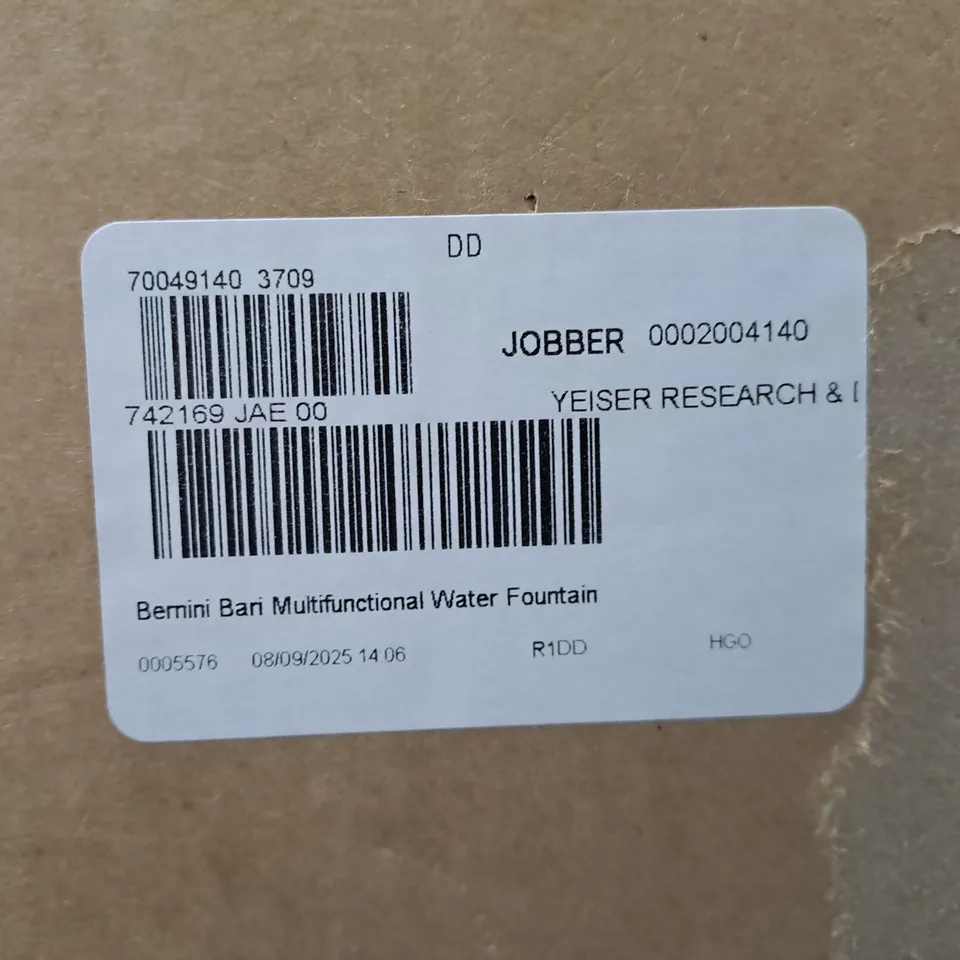 DD
70049140 3709
JOBBER 0002004140
742169 JAE 00
YEISER RESEARCH &
Bernini Bari Multifunctional Water Fountain
0005576 08/09/2025 14 06 R1DD HGO